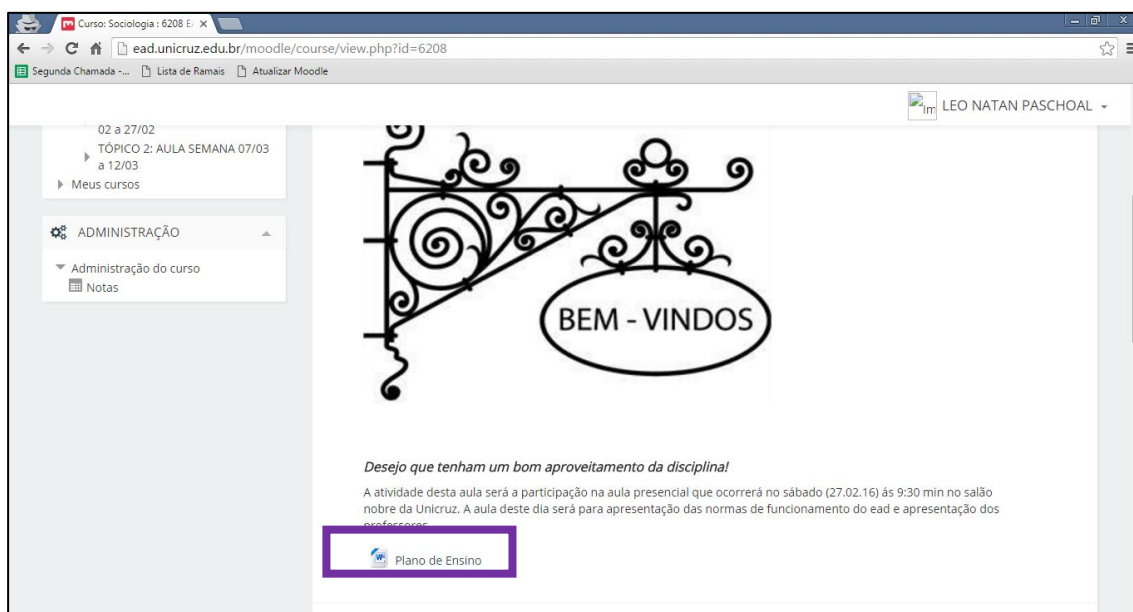 Curso: Sociologia : 6208 E
ead.unicruz.edu.br/moodle/course/view.php?id=6208
Segunda Chamada -... Lista de Ramais Atualizar Moodle
Im LEO NATAN PASCHOAL
02 a 27/02
TÓPICO 2: AULA SEMANA 07/03
a 12/03
Meus cursos
ADMINISTRAÇÃO
Administração do curso
Notas
BEM - VINDOS
Desejo que tenham um bom aproveitamento da disciplina!
A atividade desta aula será a participação na aula presencial que ocorrerá no sábado (27.02.16) ás 9:30 min no salão
nobre da Unicruz. A aula deste dia será para apresentação das normas de funcionamento do ead e apresentação dos
professores
Plano de Ensino